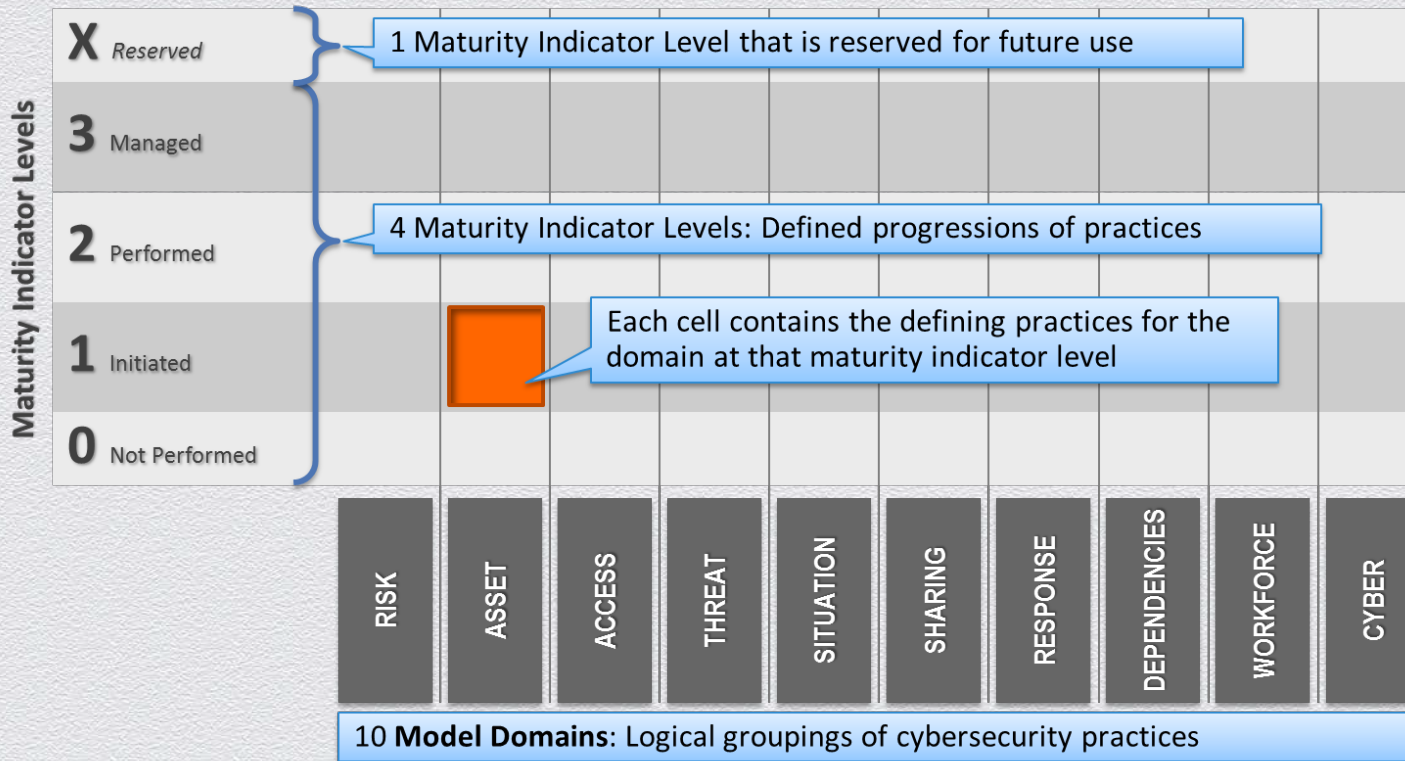 Maturity Indicator Levels
X Reserved
1 Maturity Indicator Level that is reserved for future use
3 Managed
4 Maturity Indicator Levels: Defined progressions of practices
2 Performed
Each cell contains the defining practices for the
domain at that maturity indicator level
1 Initiated
0 Not Performed
RISK
ASSET
ACCESS
THREAT
SITUATION
SHARING
RESPONSE
DEPENDENCIES
WORKFORCE
CYBER
10 Model Domains: Logical groupings of cybersecurity practices